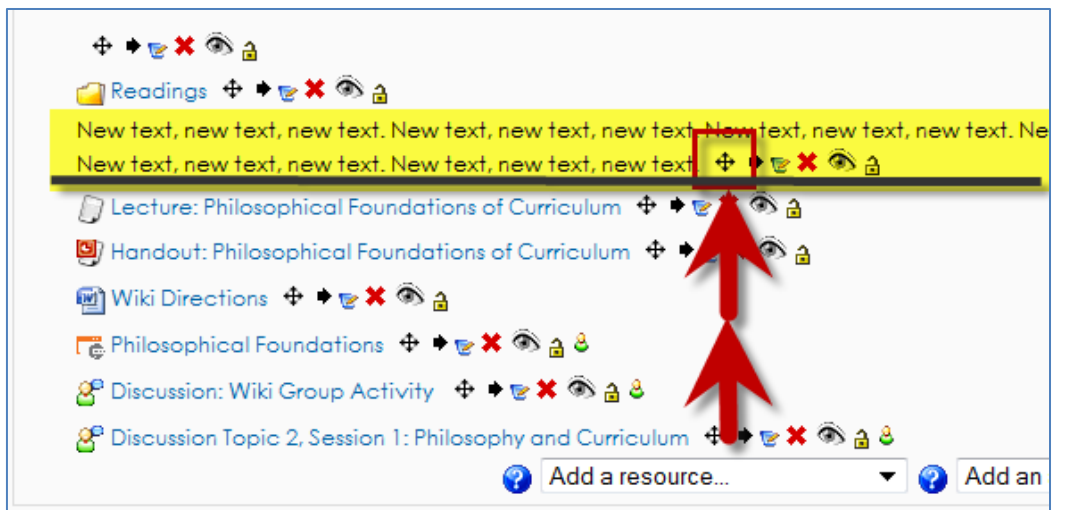 Readings
New text, new text, new text. New text, new text, new text. New text, new text, new text. Ne
New text, new text, new text. New text, new text, new text.
Lecture: Philosophical Foundations of Curriculum
Handout: Philosophical Foundations of Curriculum
Wiki Directions
Philosophical Foundations
Discussion: Wiki Group Activity
Discussion Topic 2, Session 1: Philosophy and Curriculum
Add a resource... Add an